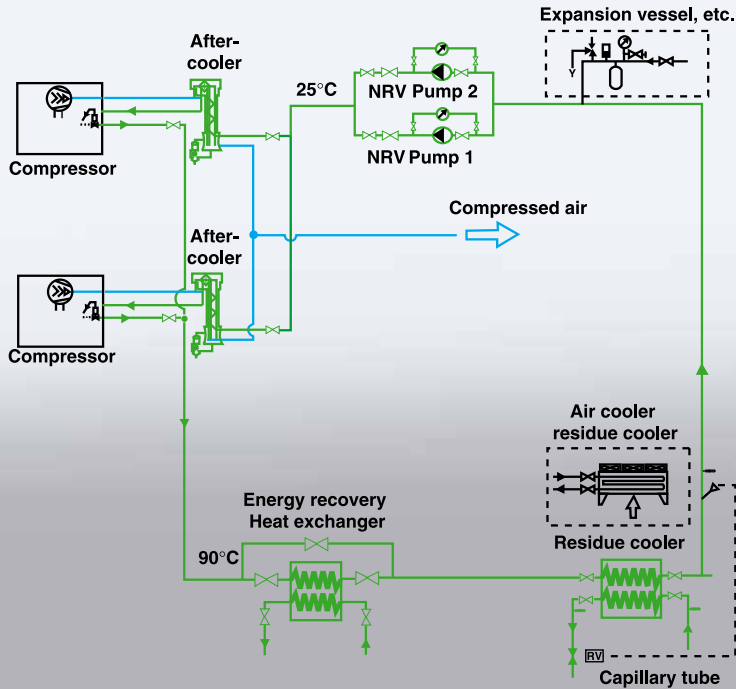 Expansion vessel, etc.
After-
cooler
25°C
NRV Pump 2
Y
NRV Pump 1
Compressor
Compressed air
After-
cooler
Compressor
Air cooler
residue cooler
Energy recovery
Heat exchanger
Residue cooler
90°C
RV
Capillary tube